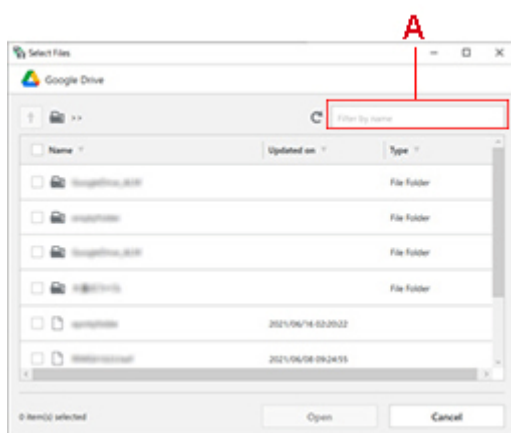 A
Select Files
Google Drive
>>
Filter by name
Name
Updated on
Type
File Folder
File Folder
File Folder
File Folder
2021/06/16 02:20:22
2021/06/08 09:24:55
0 item(s) selected
Open
Cancel